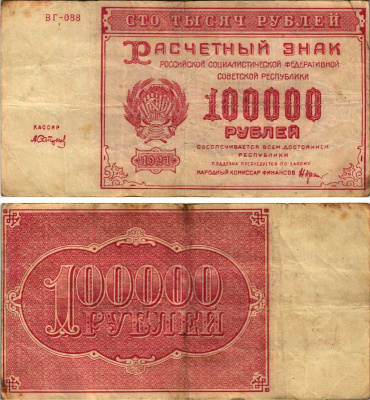 ВГ-088
СТО ТЫСЯЧ РУБЛЕЙ
РАСЧЕТНЫЙ ЗНАК
РОССИЙСКОЙ СОЦИАЛИСТИЧЕСКОЙ ФЕДЕРАТИВНОЙ
СОВЕТСКОЙ РЕСПУБЛИКИ
100000
РУБЛЕЙ
КАССИР
1921
ОБЕСПЕЧИВАЕТСЯ ВСЕМ ДОСТОЯНИЕМ
РЕСПУБЛИКИ
ПОДДЕЛКА ПРЕСЛЕДУЕТСЯ ПО ЗАКОНУ
НАРОДНЫЙ КОМИССАР ФИНАНСОВ
100000
РУБЛЕЙ